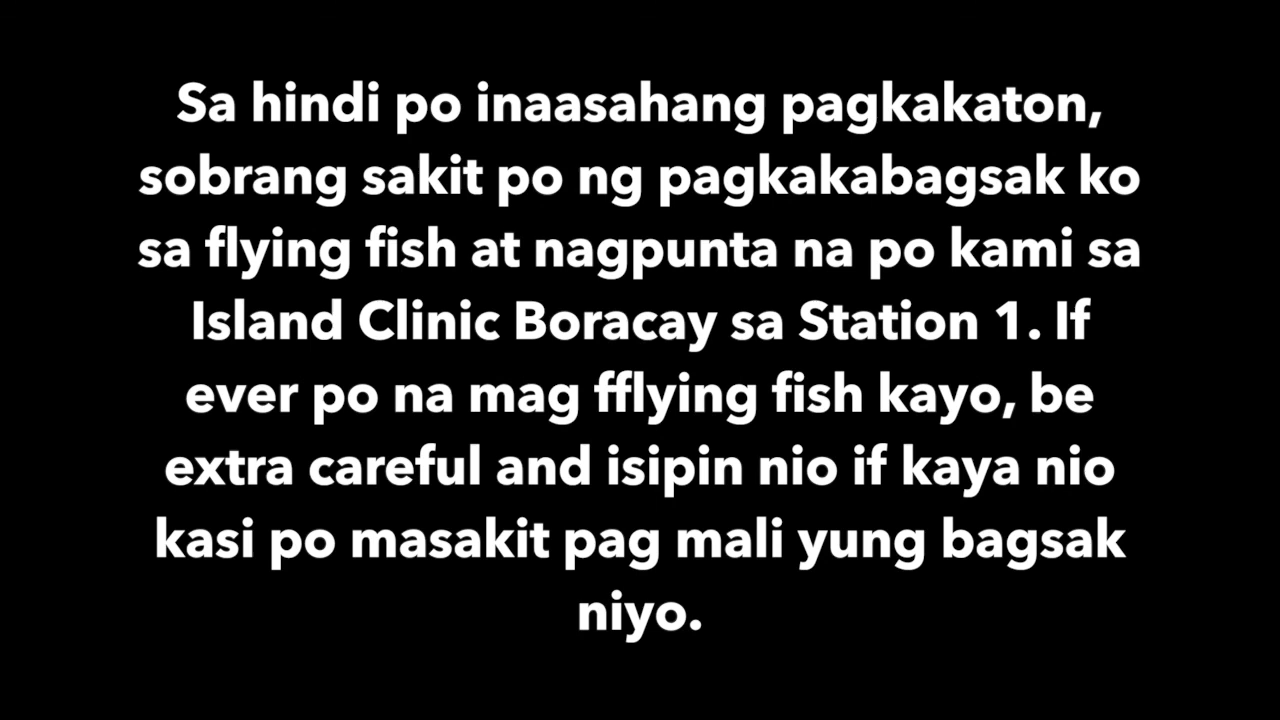 Sa hindi po inaasahang pagkakaton,
sobrang sakit po ng pagkakabagsak ko
sa flying fish at nagpunta na po kami sa
Island Clinic Boracay sa Station 1. If
ever po na mag fflying fish kayo, be
extra careful and isipin nio if kaya nio
kasi po masakit pag mali yung bagsak
niyo.